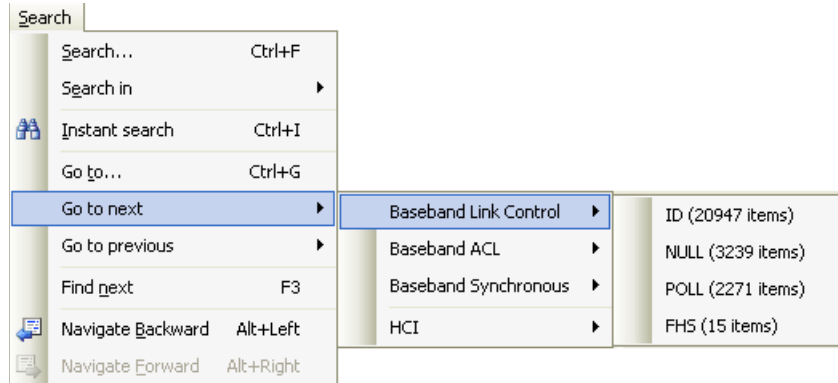 Search
Search... Ctrl+F
Search in
Instant search Ctrl+I
Go to... Ctrl+G
Go to next
Go to previous
Find next F3
Navigate Backward Alt+Left
Navigate Forward Alt+Right
Baseband Link Control
Baseband ACL
Baseband Synchronous
HCI
ID (20947 items)
NULL (3239 items)
POLL (2271 items)
FHS (15 items)